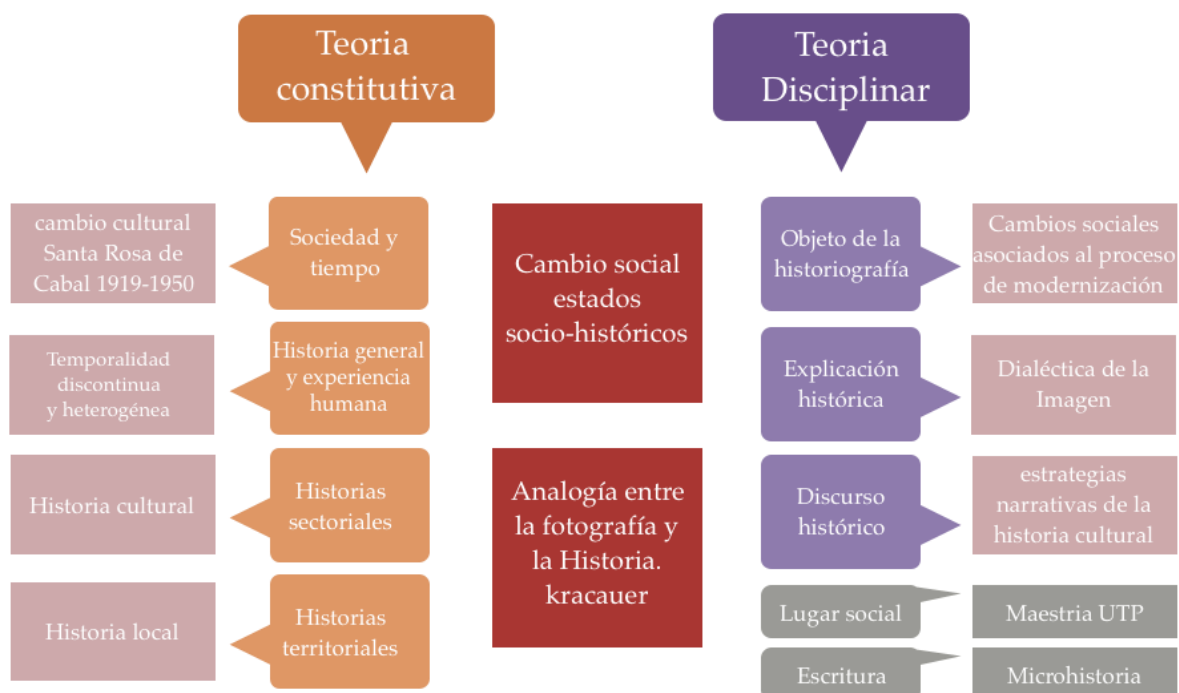 Teoria
constitutiva
Teoria
Disciplinar
cambio cultural
Santa Rosa de
Cabal 1919-1950
Sociedad y
tiempo
Temporalidad
discontinua
y heterogénea
Historia general
y experiencia
humana
Historia cultural
Historias
sectoriales
Historia local
Historias
territoriales
Cambio social
estados
socio-históricos
Analogía entre
la fotografía y
la Historia.
kracauer
Objeto de la
historiografía
Cambios sociales
asociados al proceso
de modernización
Explicación
histórica
Dialéctica de la
Imagen
Discurso
histórico
estrategias
narrativas de la
historia cultural
Lugar social
Maestria UTP
Escritura
Microhistoria